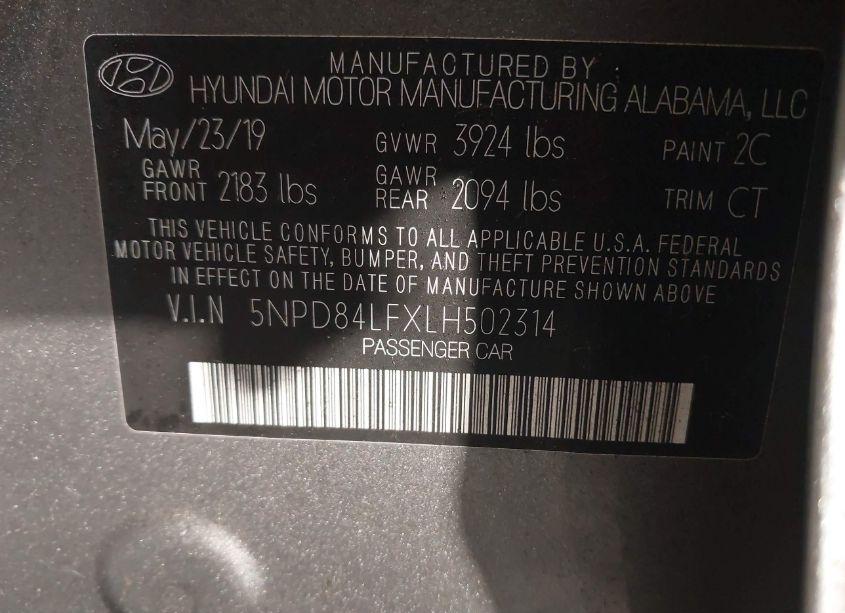 MANUFACTURED BY
HYUNDAI MOTOR MANUFACTURING ALABAMA, LLC
May/23/19 GVWR 3924 lbs PAINT 2C
GAWR FRONT 2183 lbs GAWR REAR 2094 lbs TRIM CT
THIS VEHICLE CONFORMS TO ALL APPLICABLE U.S.A. FEDERAL
MOTOR VEHICLE SAFETY, BUMPER, AND THEFT PREVENTION STANDARDS
IN EFFECT ON THE DATE OF MANUFACTURE SHOWN ABOVE
V.I.N 5NPD84LFXLH502314
PASSENGER CAR